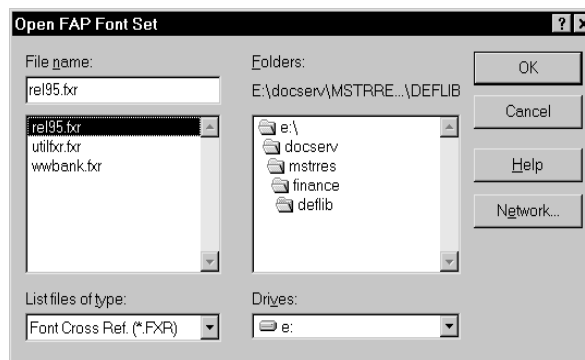 Open FAP Font Set
File name:
rel95.fxr
rel95.fxr
utilfxr.fxr
wwbank.fxr
List files of type:
Font Cross Ref. (*.FXR)
Folders:
E:\docserv\MSTRRE...\DEFLIB
e:\
docserv
mstrres
finance
deflib
Drives:
e:
OK
Cancel
Help
Network...